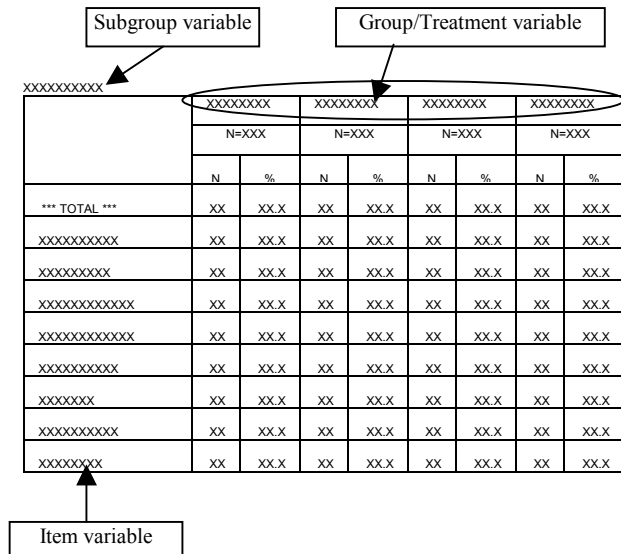 Subgroup variable Group/Treatment variable
XXXXXXXXXX
XXXXXXXX XXXXXXXX XXXXXXXX XXXXXXXX
N=XXX N=XXX N=XXX N=XXX
N % N % N % N %
*** TOTAL *** XX XX.X XX XX.X XX XX.X XX XX.X
XXXXXXXXXX XX XX.X XX XX.X XX XX.X XX XX.X
XXXXXXXXX XX XX.X XX XX.X XX XX.X XX XX.X
XXXXXXXXXXXX XX XX.X XX XX.X XX XX.X XX XX.X
XXXXXXXXXXXX XX XX.X XX XX.X XX XX.X XX XX.X
XXXXXXXXXX XX XX.X XX XX.X XX XX.X XX XX.X
XXXXXXX XX XX.X XX XX.X XX XX.X XX XX.X
XXXXXXXXXX XX XX.X XX XX.X XX XX.X XX XX.X
XXXXXXXX XX XX.X XX XX.X XX XX.X XX XX.X
Item variable